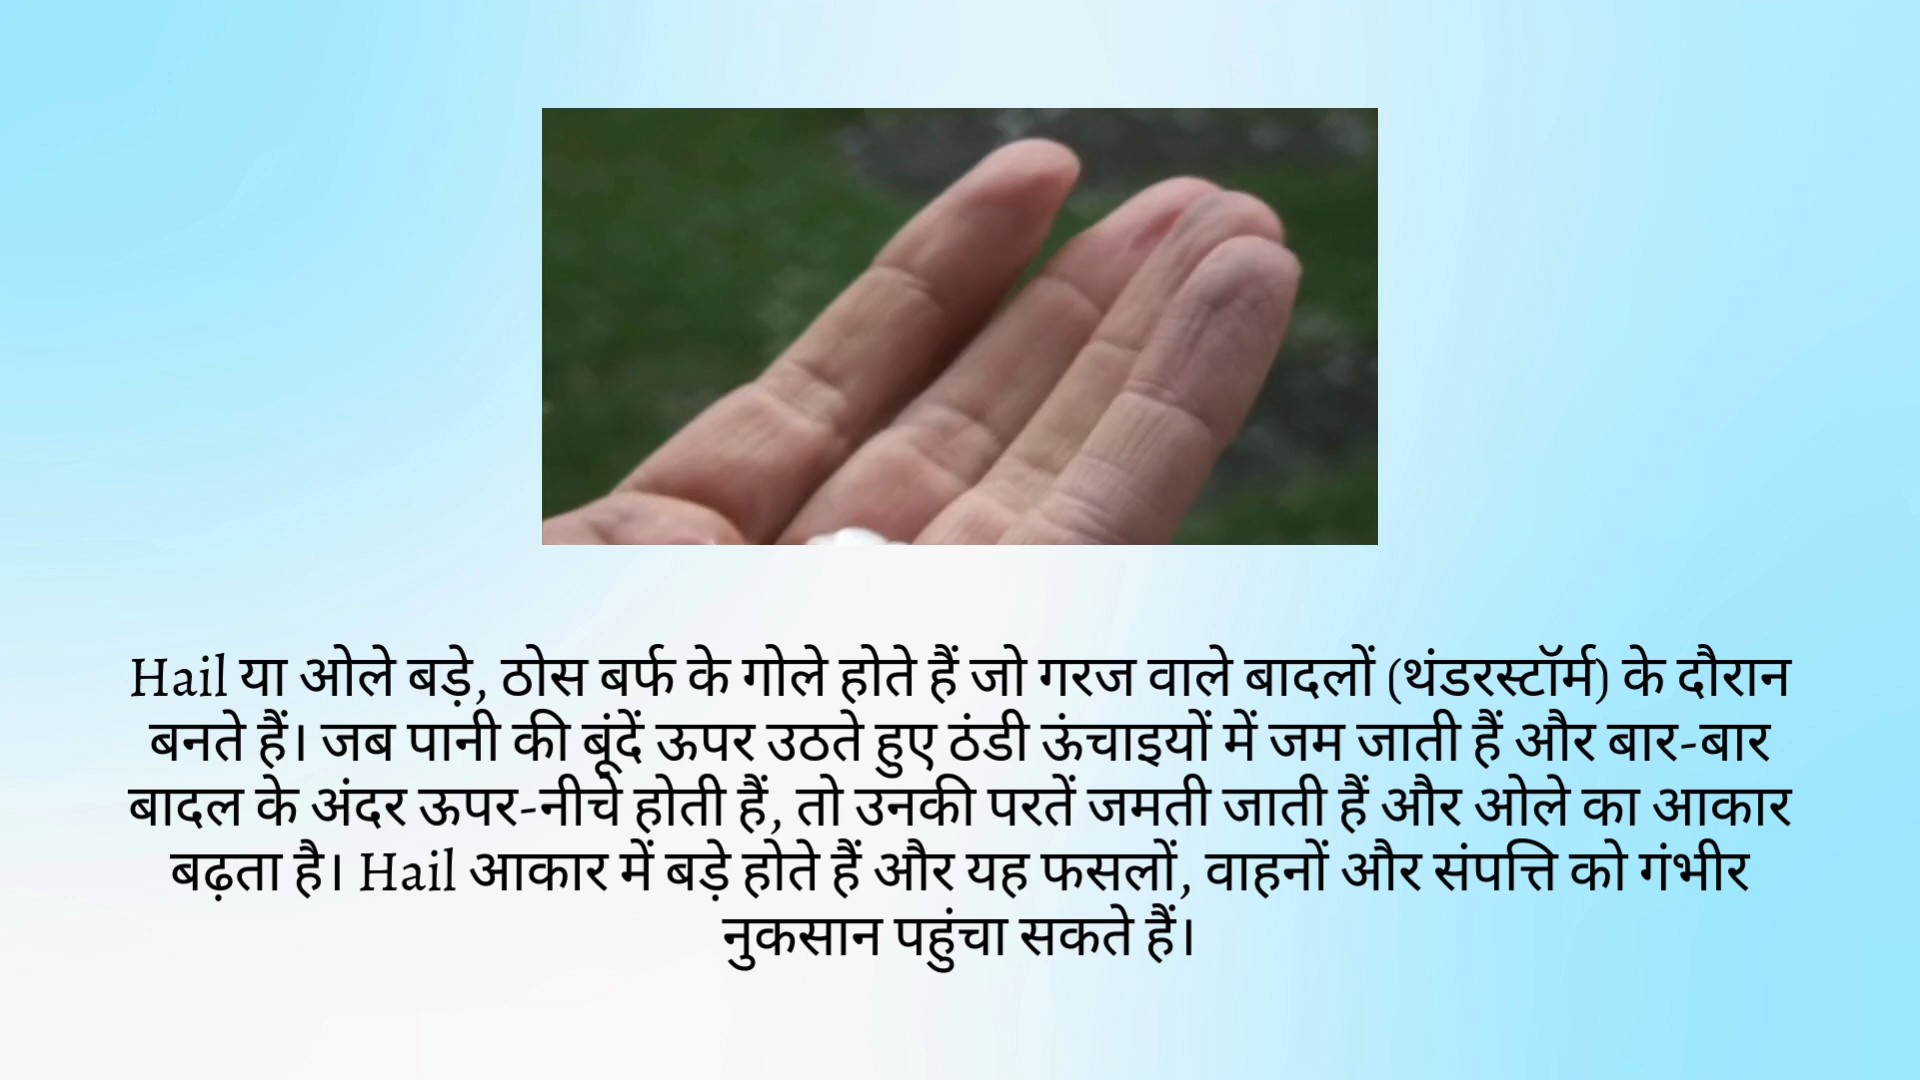 Hail या ओले बड़े, ठोस बर्फ के गोले होते हैं जो गरज वाले बादलों (थंडरस्टॉर्म) के दौरान
बनते हैं। जब पानी की बूंदें ऊपर उठते हुए ठंडी ऊंचाइयों में जम जाती हैं और बार-बार
बादल के अंदर ऊपर-नीचे होती हैं, तो उनकी परतें जमती जाती हैं और ओले का आकार
बढ़ता है। Hail आकार में बड़े होते हैं और यह फसलों, वाहनों और संपत्ति को गंभीर
नुकसान पहुंचा सकते हैं।